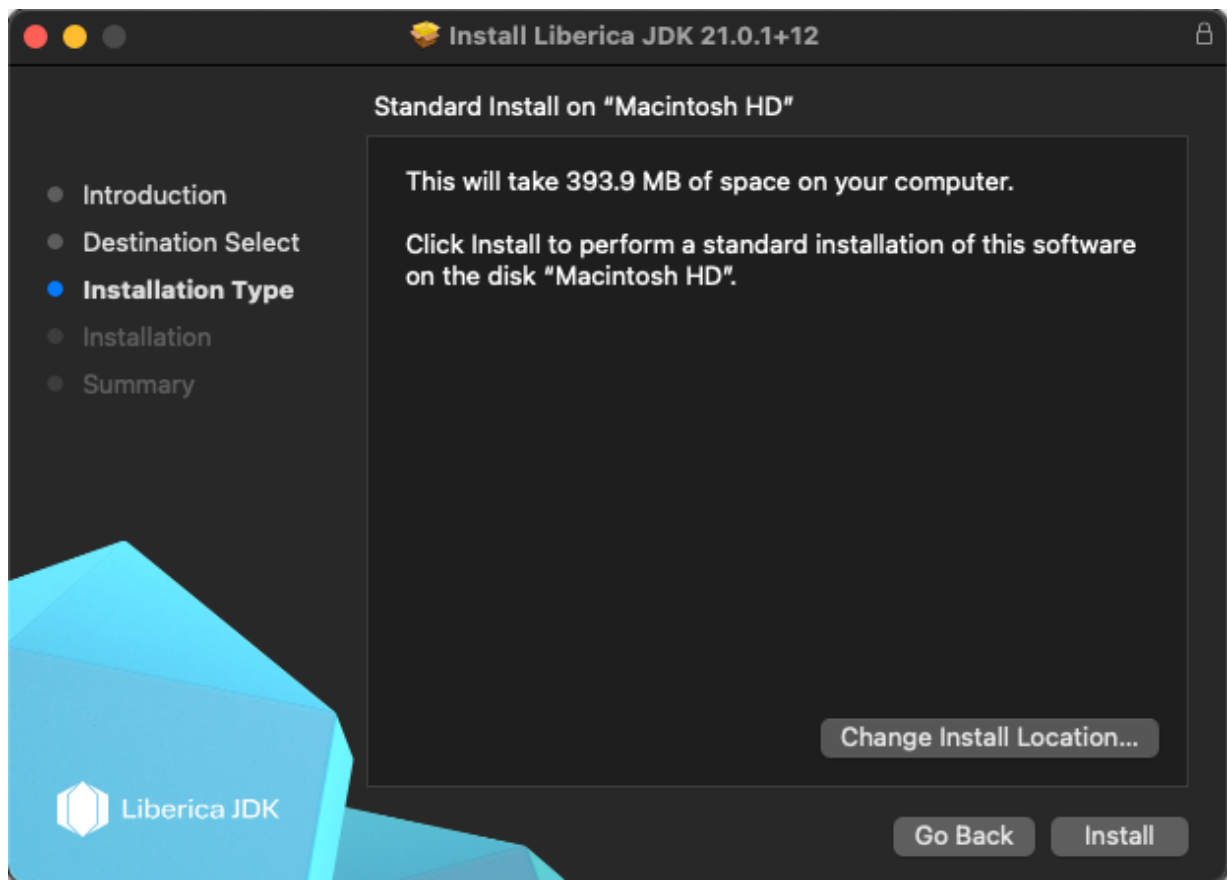 Install Liberica JDK 21.0.1+12
Standard Install on “Macintosh HD”
Introduction
Destination Select
Installation Type
Installation
Summary
This will take 393.9 MB of space on your computer.
Click Install to perform a standard installation of this software
on the disk “Macintosh HD”.
Change Install Location...
Liberica JDK
Go Back
Install